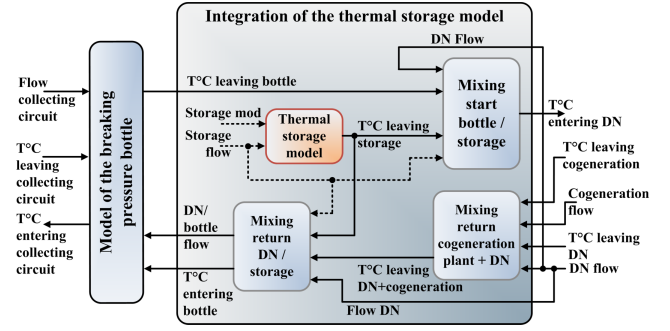 Integration of the thermal storage model
DN Flow
Flow
collecting
circuit
T°C
leaving
collecting
circuit
T°C
entering
collecting
circuit
Model of the breaking
pressure bottle
T°C leaving bottle
Storage mod
Storage
flow
Thermal
storage
model
T°C leaving
storage
Mixing
start
bottle /
storage
T°C
entering DN
T°C leaving
cogeneration
Cogeneration
flow
T°C leaving
DN
DN flow
DN/
bottle
flow
T°C
entering
bottle
Mixing
return
DN /
storage
Mixing
return
cogeneration
plant + DN
T°C leaving
DN+cogeneration
Flow DN